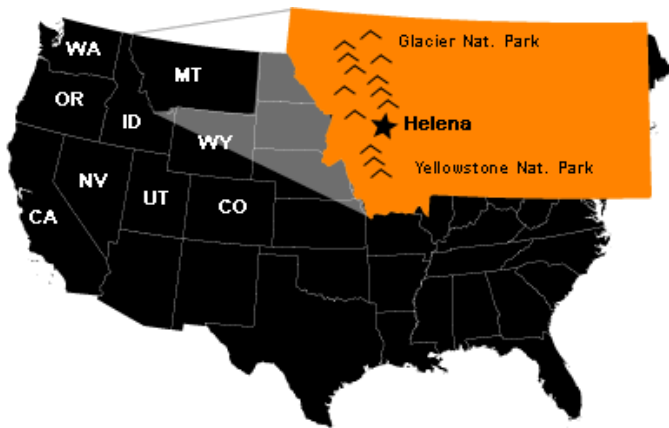 WA
MT
OR
ID
WY
NV
UT
CO
CA
Glacier Nat. Park
Helena
Yellowstone Nat. Park